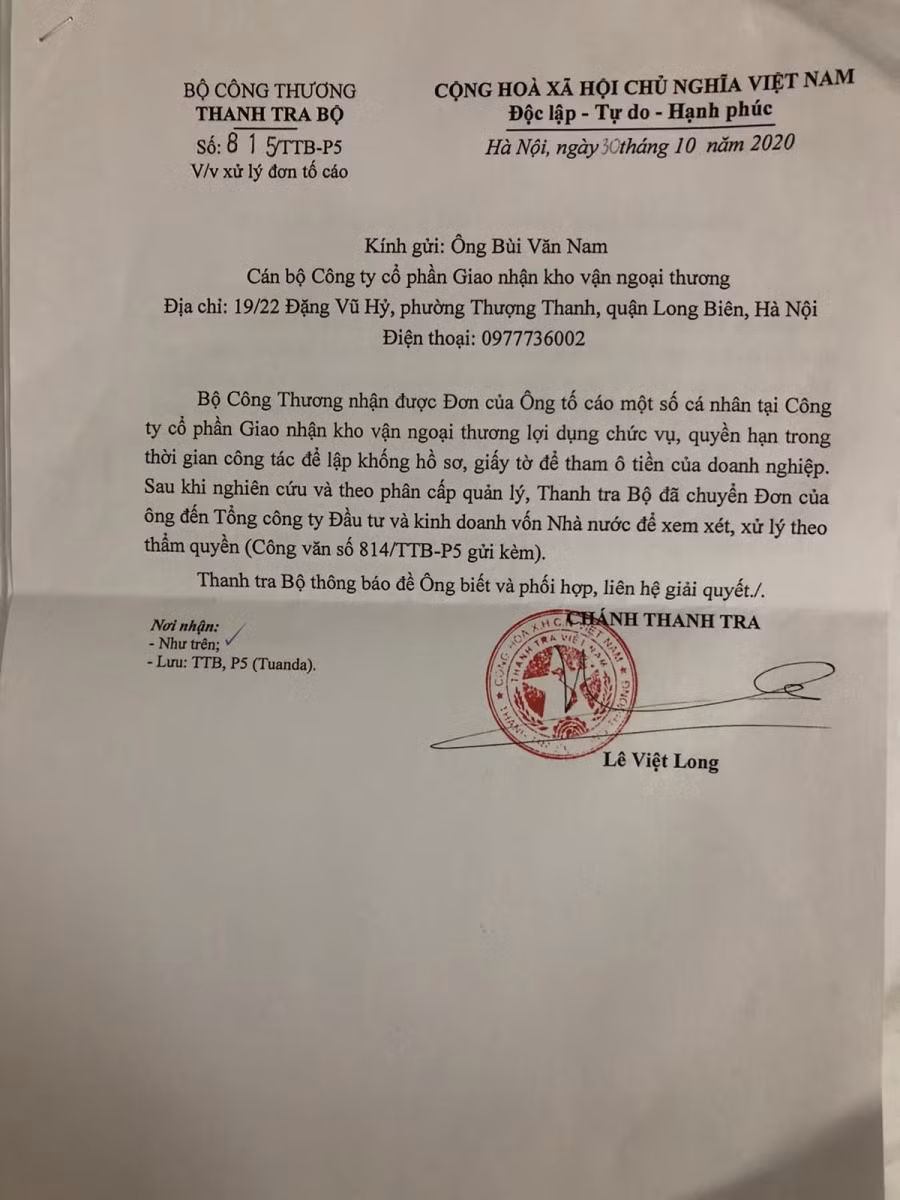 BỘ CÔNG THƯƠNG
THANH TRA BỘ
Số: 815/TTB-P5
V/v xử lý đơn tố cáo
CỘNG HOÀ XÃ HỘI CHỦ NGHĨA VIỆT NAM
Độc lập - Tự do - Hạnh phúc
Hà Nội, ngày 30 tháng 10 năm 2020
Kính gửi: Ông Bùi Văn Nam
Cán bộ Công ty cổ phần Giao nhận kho vận ngoại thương
Địa chỉ: 19/22 Đặng Vũ Hỷ, phường Thượng Thanh, quận Long Biên, Hà Nội
Điện thoại: 0977736002
Bộ Công Thương nhận được Đơn của Ông tố cáo một số cá nhân tại Công
ty cổ phần Giao nhận kho vận ngoại thương lợi dụng chức vụ, quyền hạn trong
thời gian công tác để lập khống hồ sơ, giấy tờ để tham ô tiền của doanh nghiệp.
Sau khi nghiên cứu và theo phân cấp quản lý, Thanh tra Bộ đã chuyển Đơn của
ông đến Tổng công ty Đầu tư và kinh doanh vốn Nhà nước để xem xét, xử lý theo
thẩm quyền (Công văn số 814/TTB-P5 gửi kèm).
Thanh tra Bộ thông báo đề Ông biết và phối hợp, liên hệ giải quyết./.
Nơi nhận:
- Như trên;
- Lưu: TTB, P5 (Tuanda).
CHÁNH THANH TRA
CỘNG HOÀ X.H.C.N VIỆT NAM
THANH TRA VIỆT NAM
Lê Việt Long